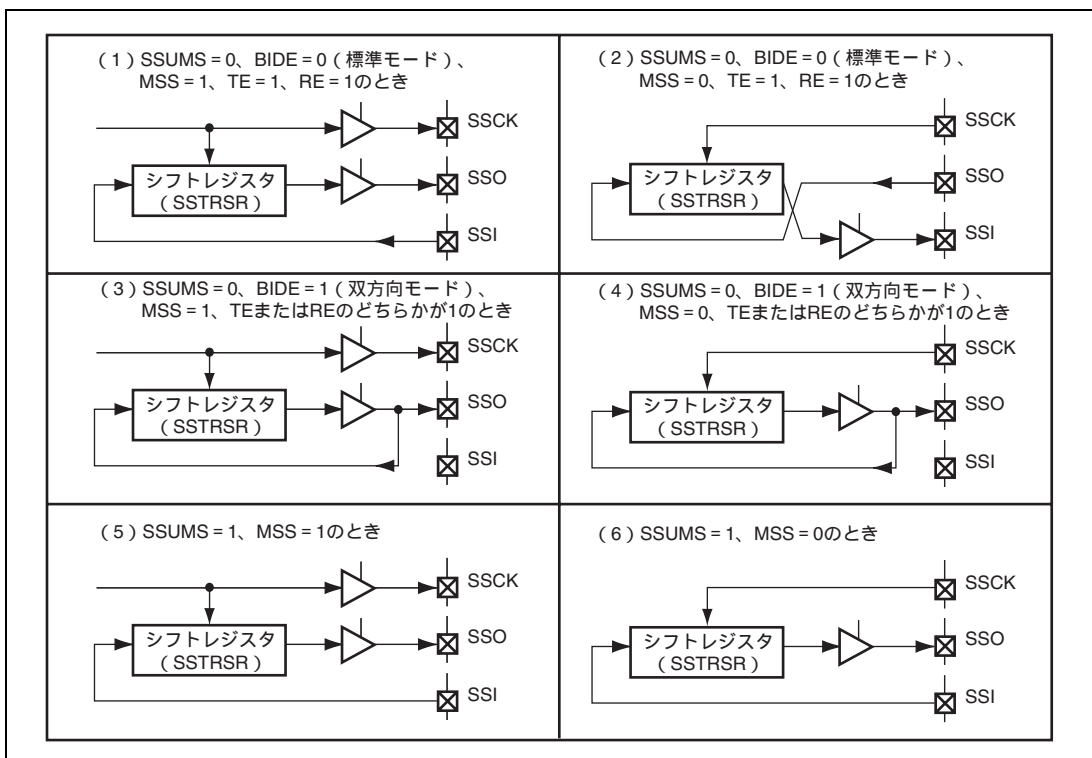 (1)SSUMS = 0、BIDE = 0(標準モード)、
MSS = 1、TE = 1、RE = 1のとき
SSCK
シフトレジスタ
(SSTRSR)
SSO
SSI
(2)SSUMS = 0、BIDE = 0(標準モード)、
MSS = 0、TE = 1、RE = 1のとき
SSCK
シフトレジスタ
(SSTRSR)
SSO
SSI
(3)SSUMS = 0、BIDE = 1(双方向モード)、
MSS = 1、TEまたはREのどちらかが1のとき
SSCK
シフトレジスタ
(SSTRSR)
SSO
SSI
(4)SSUMS = 0、BIDE = 1(双方向モード)、
MSS = 0、TEまたはREのどちらかが1のとき
SSCK
シフトレジスタ
(SSTRSR)
SSO
SSI
(5)SSUMS = 1、MSS = 1のとき
SSCK
シフトレジスタ
(SSTRSR)
SSO
SSI
(6)SSUMS = 1、MSS = 0のとき
SSCK
シフトレジスタ
(SSTRSR)
SSO
SSI